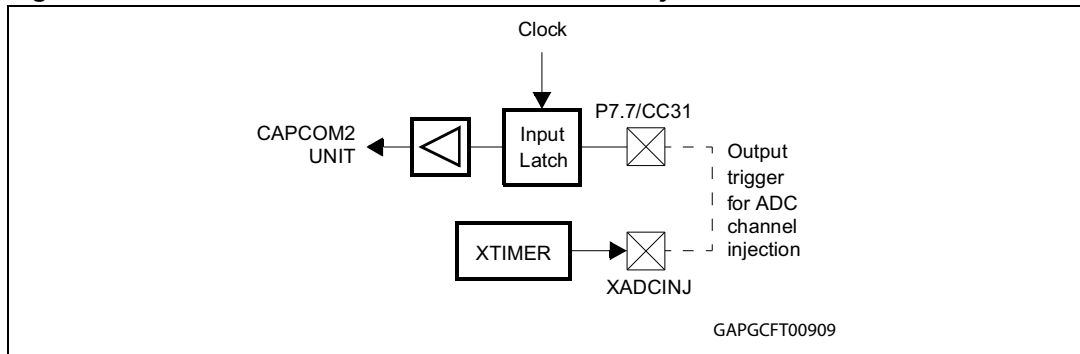 Clock
P7.7/CC31
CAPCOM2
UNIT
Input
Latch
Output
trigger
for ADC
channel
injection
XTIMER
XADCINJ
GAPGCFT00909